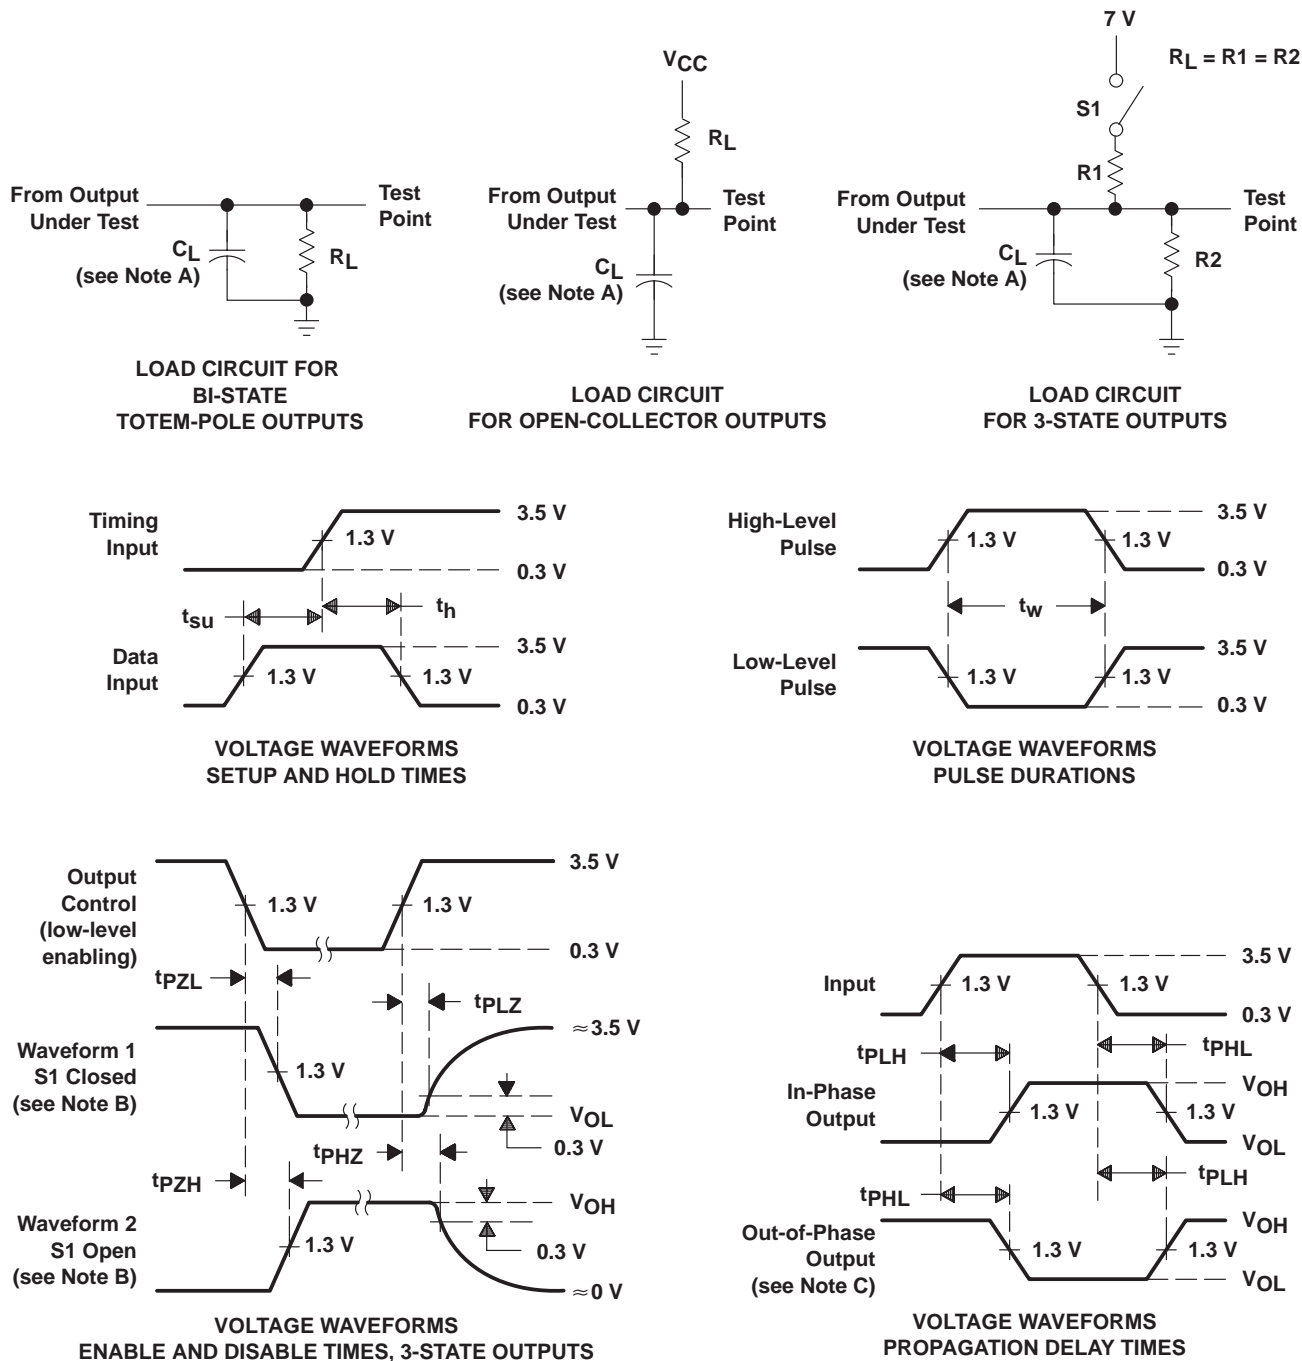 From Output
Under Test
Test
Point
CL
(see Note A)
RL
LOAD CIRCUIT FOR
BI-STATE
TOTEM-POLE OUTPUTS
VCC
RL
From Output
Under Test
Test
Point
CL
(see Note A)
LOAD CIRCUIT
FOR OPEN-COLLECTOR OUTPUTS
7 V
RL = R1 = R2
S1
R1
From Output
Under Test
Test
Point
CL
(see Note A)
R2
LOAD CIRCUIT
FOR 3-STATE OUTPUTS
Timing
Input
1.3 V
3.5 V
0.3 V
tsu
th
Data
Input
1.3 V
1.3 V
3.5 V
0.3 V
VOLTAGE WAVEFORMS
SETUP AND HOLD TIMES
High-Level
Pulse
1.3 V
1.3 V
3.5 V
0.3 V
tw
Low-Level
Pulse
1.3 V
1.3 V
3.5 V
0.3 V
VOLTAGE WAVEFORMS
PULSE DURATIONS
Output
Control
(low-level
enabling)
1.3 V
1.3 V
3.5 V
0.3 V
tPZL
tPLZ
Waveform 1
S1 Closed
(see Note B)
1.3 V
≈3.5 V
VOL
0.3 V
tPHZ
tPZH
Waveform 2
S1 Open
(see Note B)
1.3 V
VOH
0.3 V
≈0 V
VOLTAGE WAVEFORMS
ENABLE AND DISABLE TIMES, 3-STATE OUTPUTS
Input
1.3 V
1.3 V
3.5 V
0.3 V
tPLH
tPHL
In-Phase
Output
1.3 V
1.3 V
VOH
VOL
tPHL
tPLH
Out-of-Phase
Output
(see Note C)
1.3 V
1.3 V
VOH
VOL
VOLTAGE WAVEFORMS
PROPAGATION DELAY TIMES